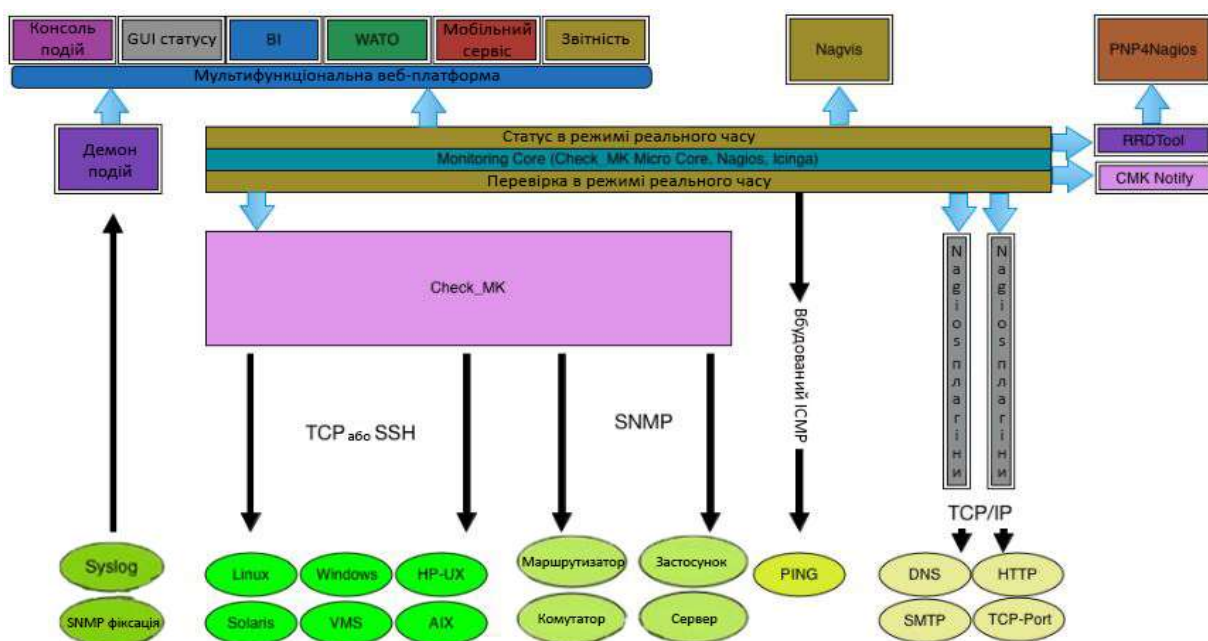 Консоль
подій
GUI статусу
BI
WATO
Мобільний
сервіс
Звітність
Мультифункціональна веб-платформа
Nagvis
PNP4Nagios
Демон
подій
Статус в режимі реального часу
Monitoring Core (Check_MK Micro Core, Nagios, Icinga)
Перевірка в режимі реального часу
RRDTool
CMK Notify
Check_MK
Вбудований ICMP
Nagios плагіни
Nagios плагіни
TCP або SSH
SNMP
TCP/IP
Syslog
SNMP фіксація
Linux
Windows
HP-UX
Solaris
VMS
AIX
Маршрутизатор
Застосунок
Комутатор
Сервер
PING
DNS
HTTP
SMTP
TCP-Port